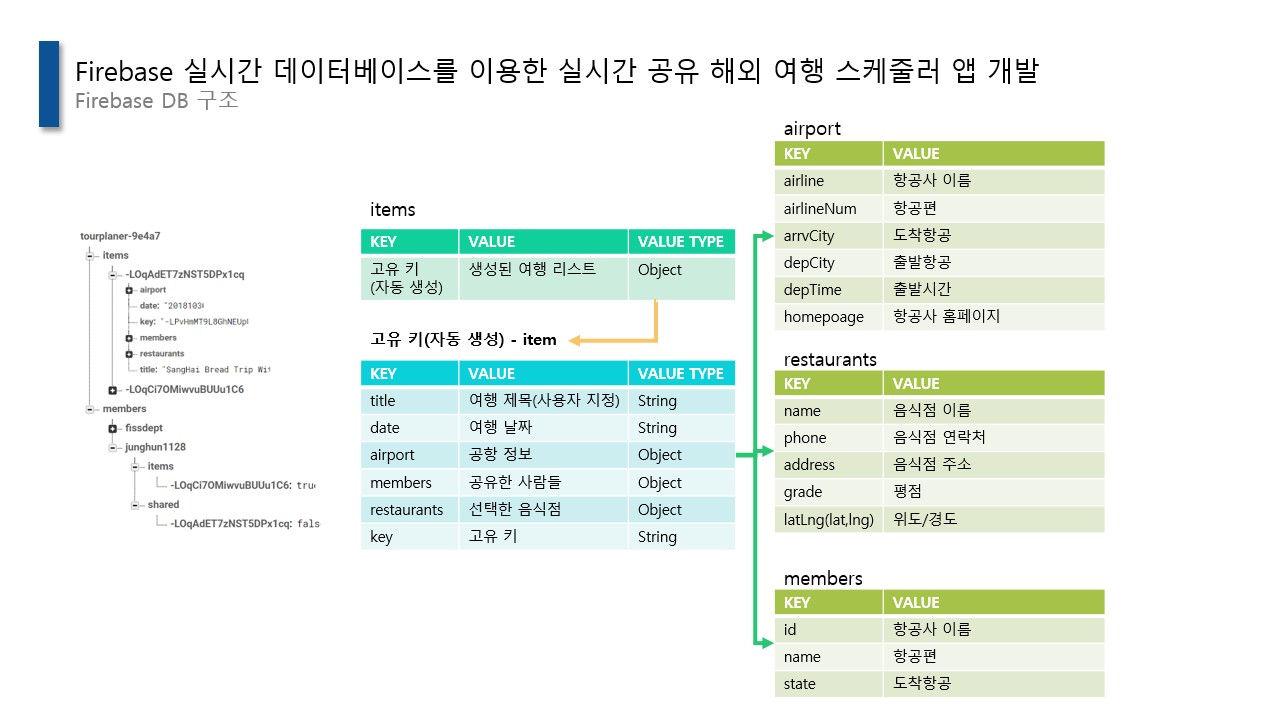 Firebase 실시간 데이터베이스를 이용한 실시간 공유 해외 여행 스케줄러 앱 개발
Firebase DB 구조
tourplaner-9e4a7
items
-LOqAdET7zNST5DPx1cq
airport
date: "2018103
key: "-LPvHmMT9L8GhNEUp
members
restaurants
title: "SangHai Bread Trip Wit
-LOqCi7OMiwvuBUUu1C6
members
fissdept
junghun1128
items
-LOqCi7OMiwvuBUUu1C6: true
shared
-LOqAdET7zNST5DPx1cq: fals
items
KEY VALUE VALUE TYPE
고유 키 생성된 여행 리스트 Object
(자동 생성)
고유 키(자동 생성) - item
KEY VALUE VALUE TYPE
title 여행 제목(사용자 지정) String
date 여행 날짜 String
airport 공항 정보 Object
members 공유한 사람들 Object
restaurants 선택한 음식점 Object
key 고유 키 String
airport
KEY VALUE
airline 항공사 이름
airlineNum 항공편
arrvCity 도착항공
depCity 출발항공
depTime 출발시간
homepoage 항공사 홈페이지
restaurants
KEY VALUE
name 음식점 이름
phone 음식점 연락처
address 음식점 주소
grade 평점
latLng(lat,lng) 위도/경도
members
KEY VALUE
id 항공사 이름
name 항공편
state 도착항공